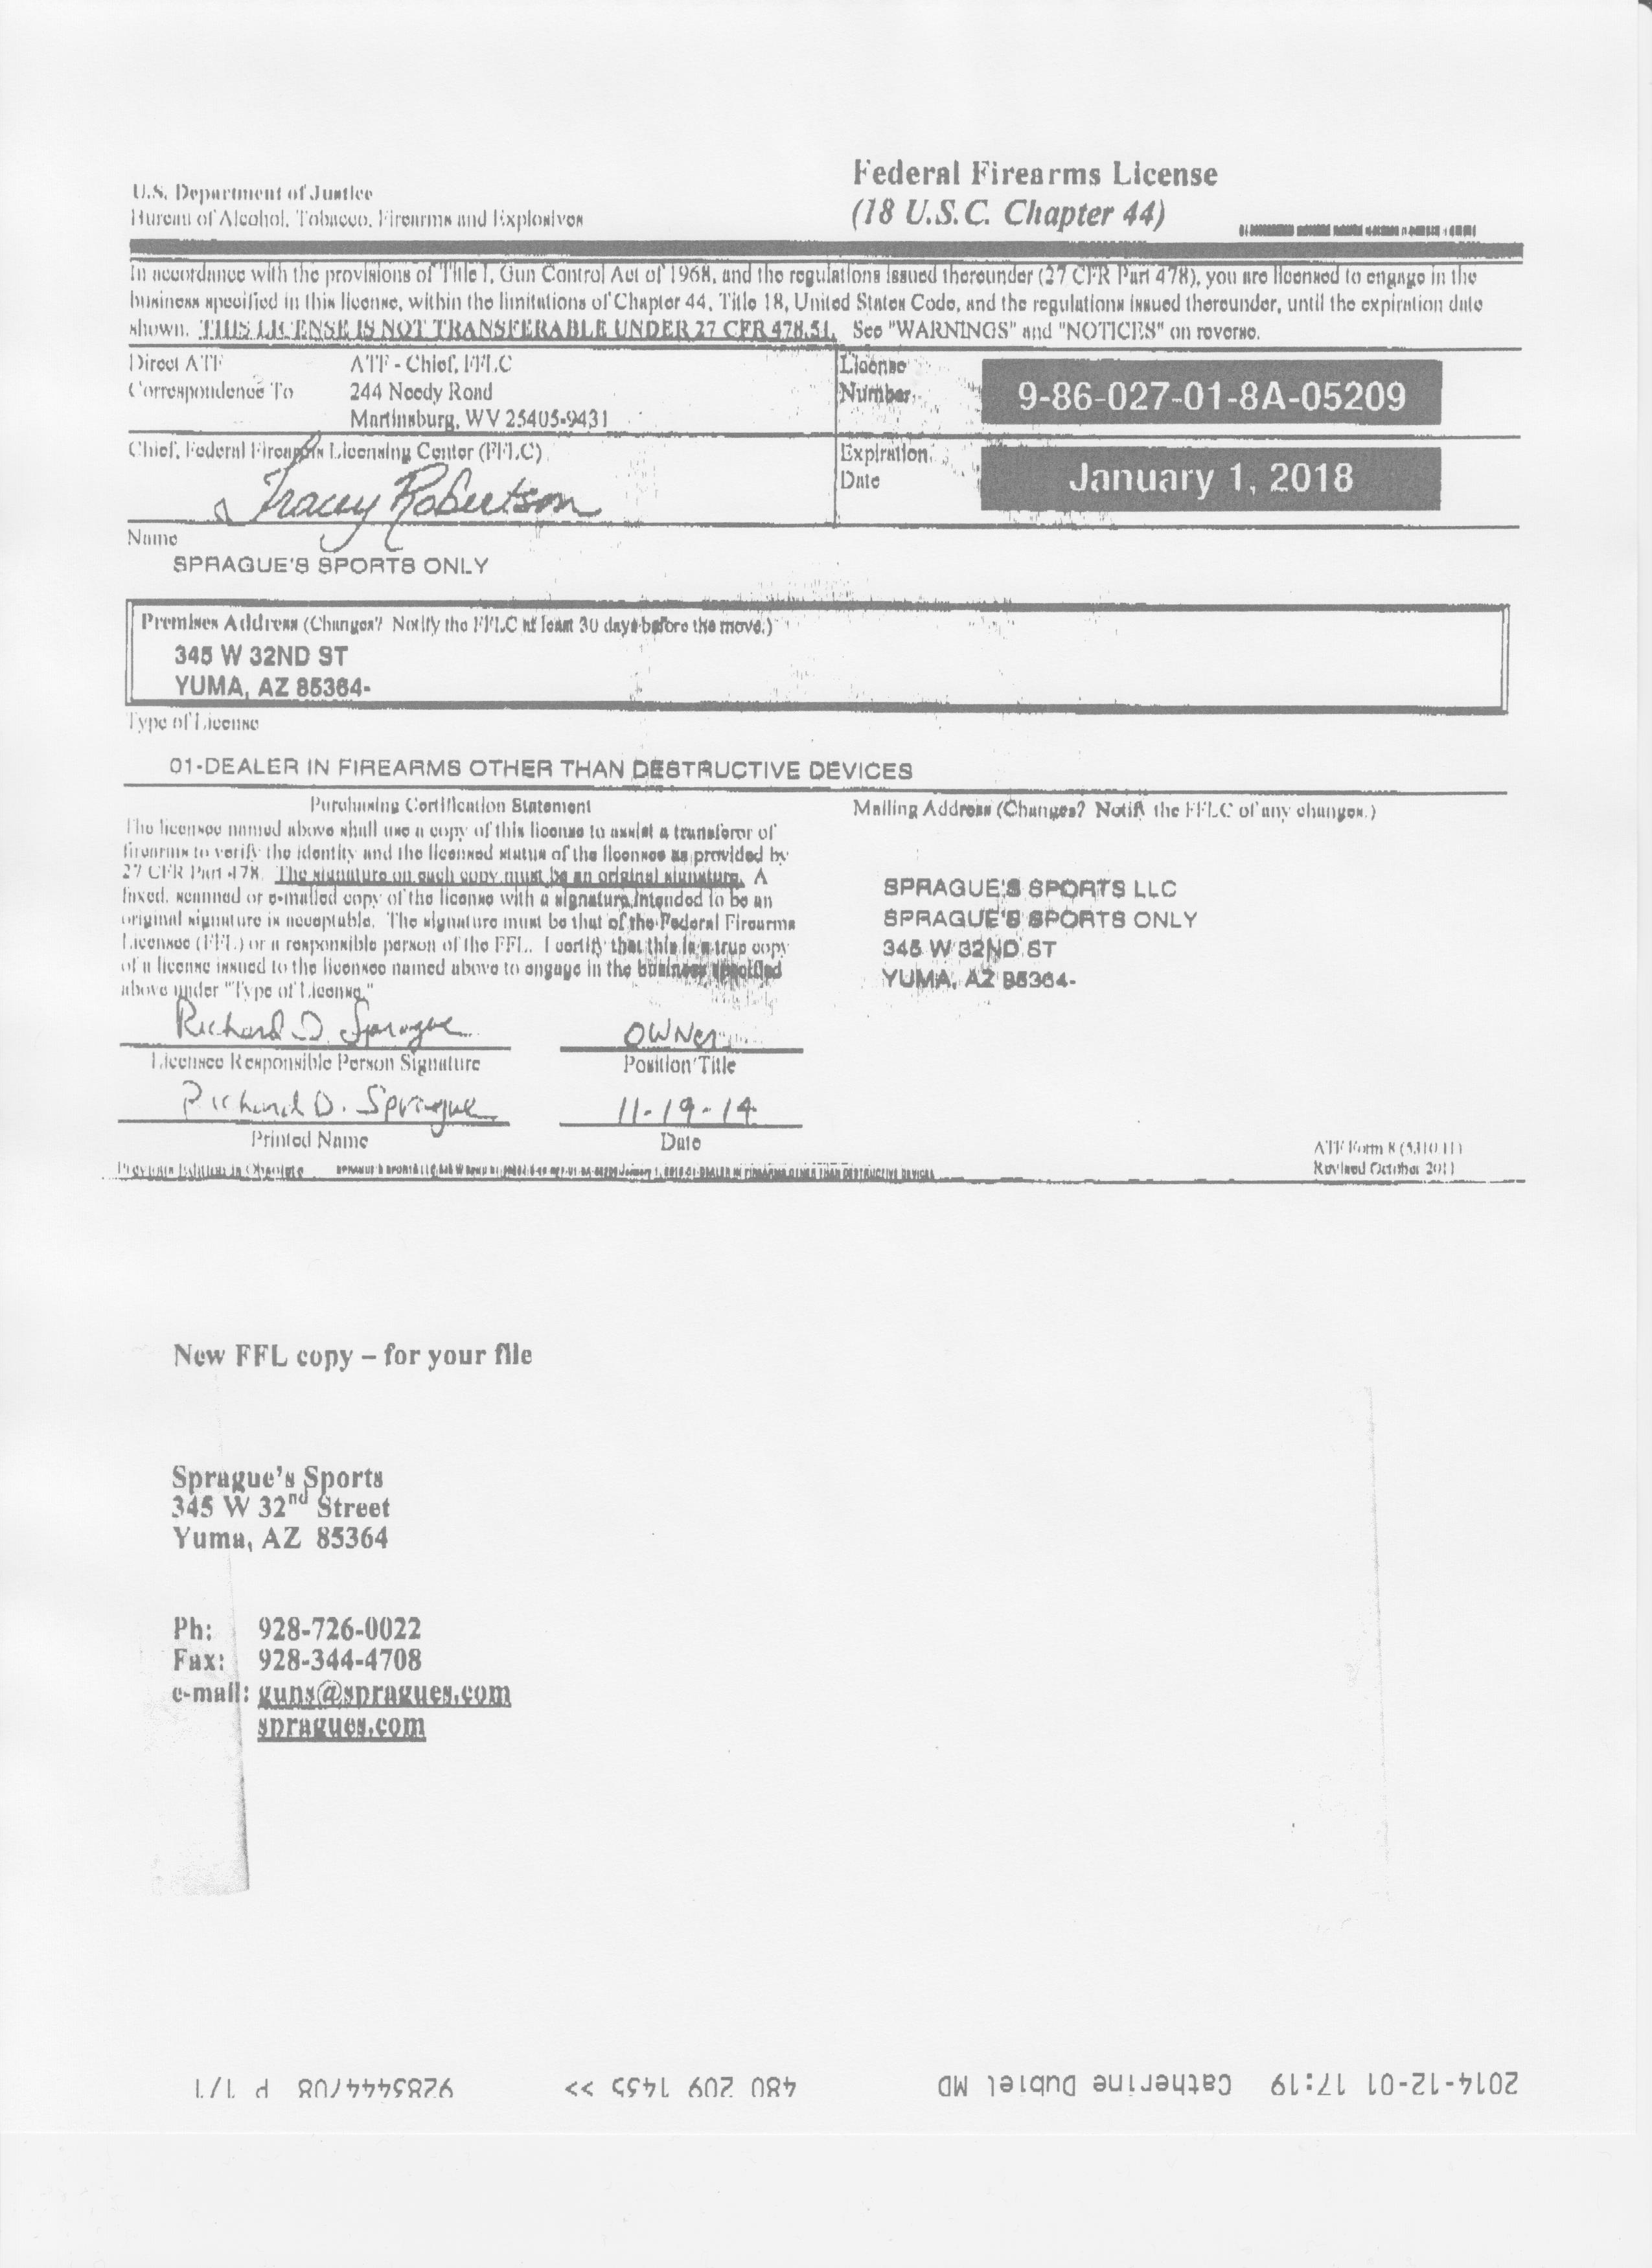 U.S. Department of Justice
Bureau of Alcohol, Tobacco, Firearms and Explosives
Federal Firearms License
(18 U.S.C. Chapter 44)
In accordance with the provisions of Title I, Gun Control Act of 1968, and the regulations issued thereunder (27 CFR Part 478), you are licensed to engage in the
business specified in this license, within the limitations of Chapter 44, Title 18, United States Code, and the regulations issued thereunder, until the expiration date
shown. THIS LICENSE IS NOT TRANSFERABLE UNDER 27 CFR 478.51. See "WARNINGS" and "NOTICES" on reverse.
Direct ATF
Correspondence To
ATF - Chief, FFLC
244 Needy Road
Martinsburg, WV 25405-9431
License
Number
9-86-027-01-8A-05209
Chief, Federal Firearms Licensing Center (FFLC)
Tracey Robertson
Expiration
Date
January 1, 2018
Name
SPRAGUE'S SPORTS ONLY
Premises Address (Changes? Notify the FFLC at least 30 days before the move.)
345 W 32ND ST
YUMA, AZ 85364-
Type of License
01-DEALER IN FIREARMS OTHER THAN DESTRUCTIVE DEVICES
Purchasing Certification Statement
The licensee named above shall use a copy of this license to assist a transferor of
firearms to verify the identity and the licensed status of the licensee as provided by
27 CFR Part 478. The signature on each copy must be an original signature. A
faxed, scanned or e-mailed copy of the license with a signature intended to be an
original signature is acceptable. The signature must be that of the Federal Firearms
Licensee (FFL) or a responsible person of the FFL. I certify that this is a true copy
of a license issued to the licensee named above to engage in the business specified
above under "Type of License."
Mailing Address (Changes? Notify the FFLC of any changes.)
SPRAGUE'S SPORTS LLC
SPRAGUE'S SPORTS ONLY
345 W 32ND ST
YUMA, AZ 85364-
Richard D. Sprague
Licensee Responsible Person Signature
OWNER
Position/Title
Richard D. Sprague
Printed Name
11-19-14
Date
Previous Edition is Obsolete
ATF Form 8 (5310.11)
Revised October 2011
New FFL copy – for your file
Sprague's Sports
345 W 32nd Street
Yuma, AZ 85364
Ph: 928-726-0022
Fax: 928-344-4708
e-mail: guns@spragues.com
spragues.com
2014-12-01 17:19 Catherine Dubiel MD 480 209 1455 >> 9283444708 P 1/1